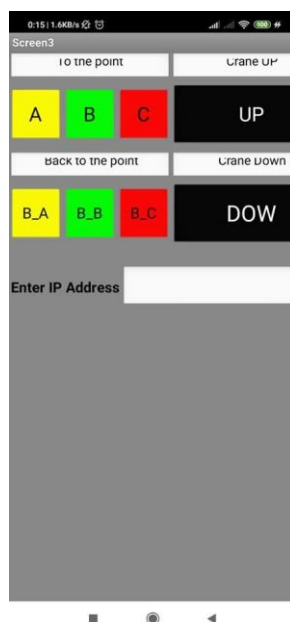 0:15 | 1.6KB/s
Screen3
To the point Crane UP
A B C UP
Back to the point Crane Down
B_A B_B B_C DOW
Enter IP Address